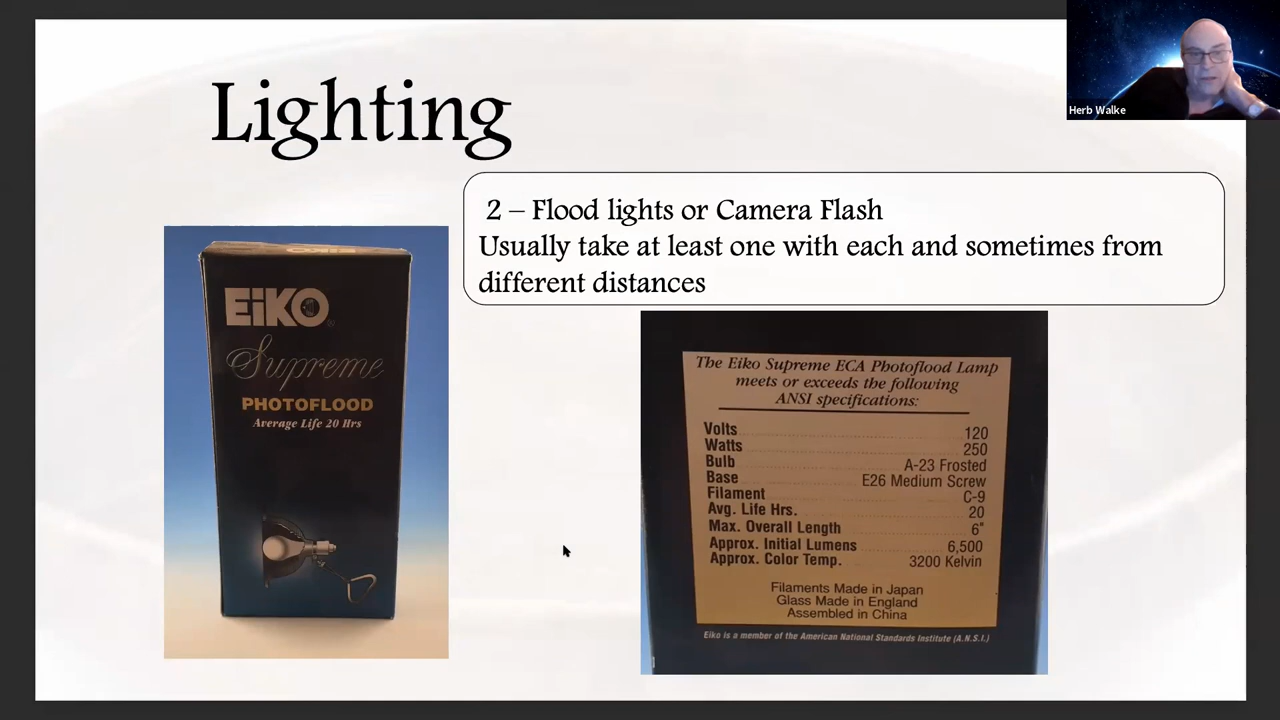 Lighting
Herb Walke
2 – Flood lights or Camera Flash
Usually take at least one with each and sometimes from
different distances
EiKO
EiKO
Supreme
PHOTOFLOOD
Average Life 20 Hrs
The Eiko Supreme ECA Photoflood Lamp
meets or exceeds the following
ANSI specifications:
Volts 120
Watts 250
Bulb A-23 Frosted
Base E26 Medium Screw
Filament C-9
Avg. Life Hrs. 20
Max. Overall Length 6"
Approx. Initial Lumens 6,500
Approx. Color Temp. 3200 Kelvin
Filaments Made in Japan
Glass Made in England
Assembled in China
Eiko is a member of the American National Standards Institute (A.N.S.I.)